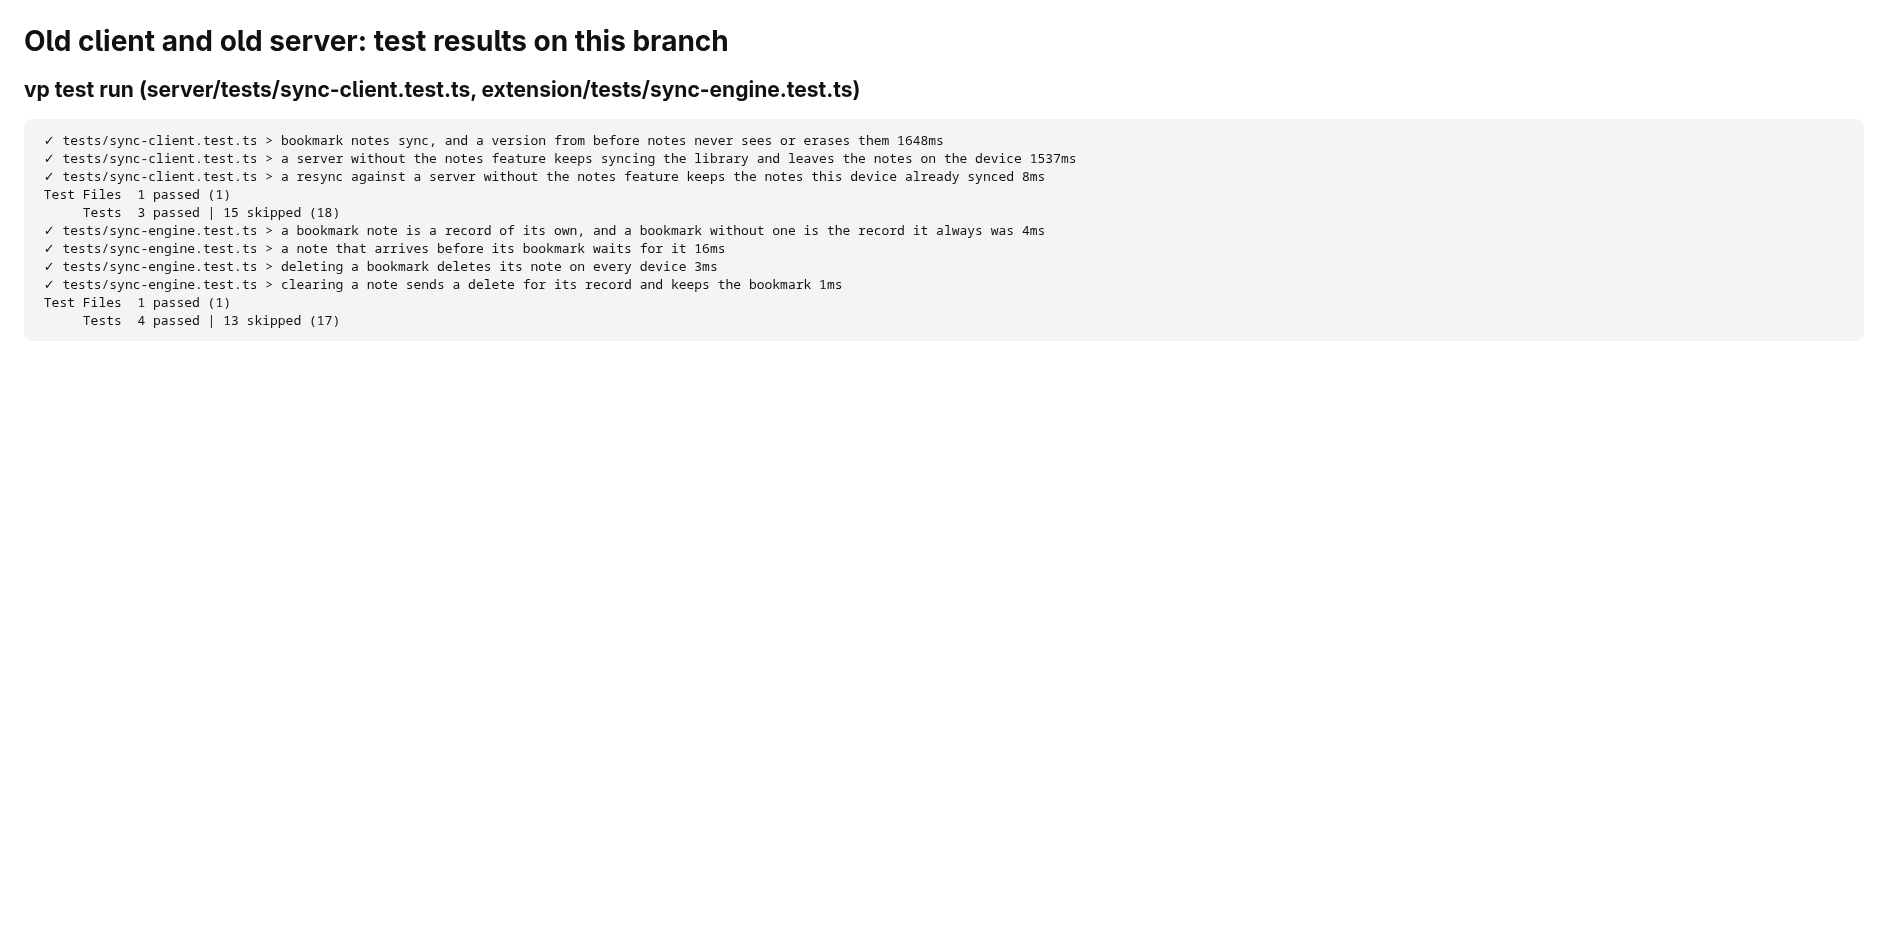 Old client and old server: test results on this branch
vp test run (server/tests/sync-client.test.ts, extension/tests/sync-engine.test.ts)
✓ tests/sync-client.test.ts > bookmark notes sync, and a version from before notes never sees or erases them 1648ms
✓ tests/sync-client.test.ts > a server without the notes feature keeps syncing the library and leaves the notes on the device 1537ms
✓ tests/sync-client.test.ts > a resync against a server without the notes feature keeps the notes this device already synced 8ms
Test Files  1 passed (1)
     Tests  3 passed | 15 skipped (18)
✓ tests/sync-engine.test.ts > a bookmark note is a record of its own, and a bookmark without one is the record it always was 4ms
✓ tests/sync-engine.test.ts > a note that arrives before its bookmark waits for it 16ms
✓ tests/sync-engine.test.ts > deleting a bookmark deletes its note on every device 3ms
✓ tests/sync-engine.test.ts > clearing a note sends a delete for its record and keeps the bookmark 1ms
Test Files  1 passed (1)
     Tests  4 passed | 13 skipped (17)